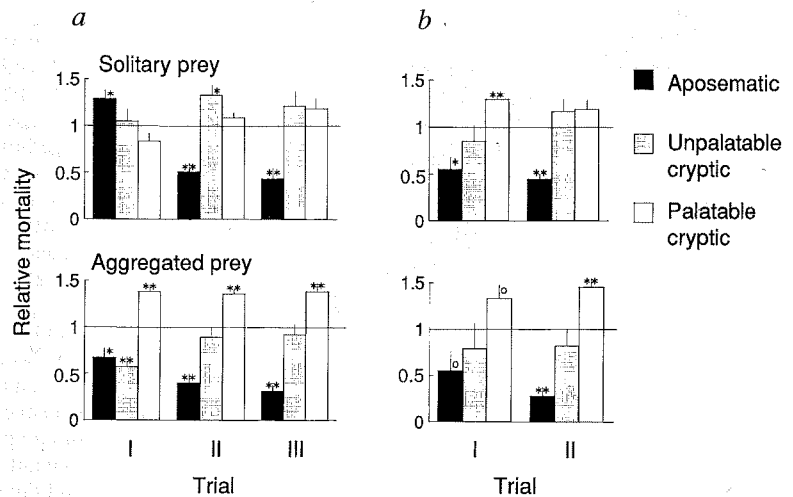 a
b
Solitary prey
1.5
1
0.5
0
* ** * **
1.5
1
0.5
0
* ** **
Aposematic
Unpalatable cryptic
Palatable cryptic
Relative mortality
Aggregated prey
1.5
1
0.5
0
* ** ** ** ** ** **
1.5
1
0.5
0
o o ** **
I II III
I II
Trial
Trial